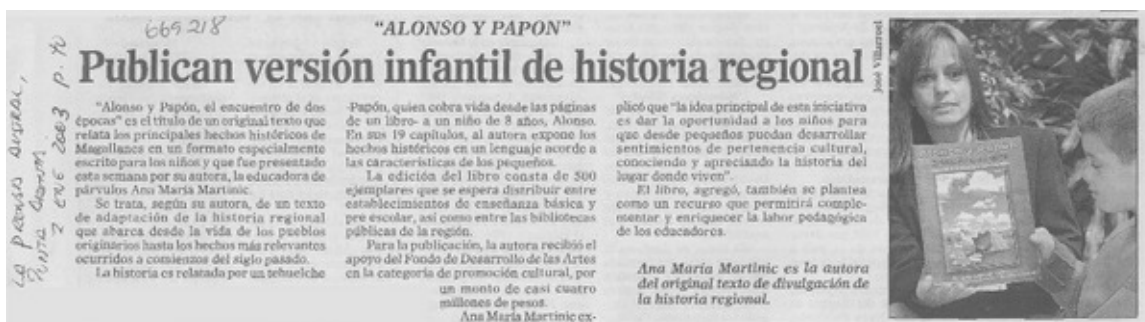 669218
"ALONSO Y PAPON"
Publican versión infantil de historia regional
LA PRENSA AUSTRAL,
PUNTA ARENAS
2 ENE 2003 P. 40
"Alonso y Papón, el encuentro de dos
épocas" es el título de un original texto que
relata los principales hechos históricos de
Magallanes en un formato especialmente
escrito para los niños y que fue presentado
esta semana por su autora, la educadora de
párvulos Ana María Martinic.
Se trata, según su autora, de un texto
de adaptación de la historia regional
que abarca desde la vida de los pueblos
originarios hasta los hechos más relevantes
ocurridos a comienzos del siglo pasado.
La historia es relatada por un tehuelche
-Papón, quien cobra vida desde las páginas
de un libro- a un niño de 8 años, Alonso.
En sus 19 capítulos, al autora expone los
hechos históricos en un lenguaje acorde a
las características de los pequeños.
La edición del libro consta de 500
ejemplares que se espera distribuir entre
establecimientos de enseñanza básica y
pre escolar, así como entre las bibliotecas
públicas de la región.
Para la publicación, la autora recibió el
apoyo del Fondo de Desarrollo de las Artes
en la categoría de promoción cultural, por
un monto de casi cuatro
millones de pesos.
Ana María Martinic ex-
plicó que "la idea principal de esta iniciativa
es dar la oportunidad a los niños para
que desde pequeños puedan desarrollar
sentimientos de pertenencia cultural,
conociendo y apreciando la historia del
lugar donde viven".
El libro, agregó, también se plantea
como un recurso que permitirá comple-
mentar y enriquecer la labor pedagógica
de los educadores.
Ana María Martinic es la autora
del original texto de divulgación de
la historia regional.
José Villarroel